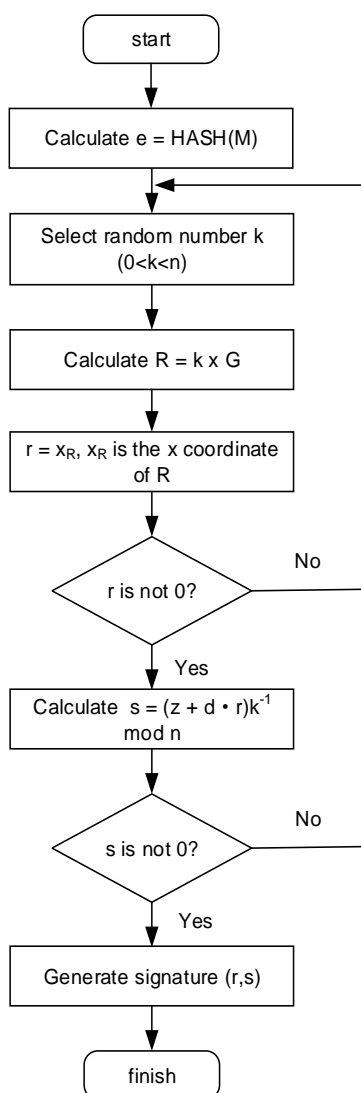 start
Calculate e = HASH(M)
Select random number k
(0<k<n)
Calculate R = k x G
r = xR, xR is the x coordinate
of R
r is not 0?
No
Yes
Calculate s = (z + d • r)k-1
mod n
s is not 0?
No
Yes
Generate signature (r,s)
finish